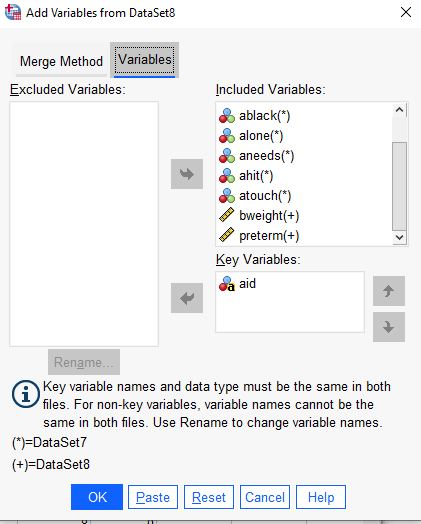 Add Variables from DataSet8
Merge Method
Variables
Excluded Variables:
Included Variables:
ablack(*)
alone(*)
aneeds(*)
ahit(*)
atouch(*)
bweight(+)
preterm(+)
Key Variables:
a aid
Rename...
Key variable names and data type must be the same in both
files. For non-key variables, variable names cannot be the
same in both files. Use Rename to change variable names.
(*)=DataSet7
(+)=DataSet8
OK
Paste
Reset
Cancel
Help